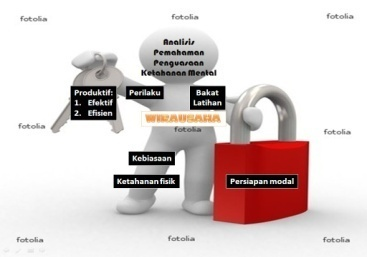 fotolia
fotolia
fotolia
Analisis
Pemahaman
Penguasaan
Ketahanan Mental
Produktif:
1. Efektif
2. Efisien
Perilaku
Bakat
Latihan
WIRAUSAHA
fotolia
fotolia
fotolia
Kebiasaan
Ketahanan fisik
Persiapan modal
fotolia
fotolia
fotolia